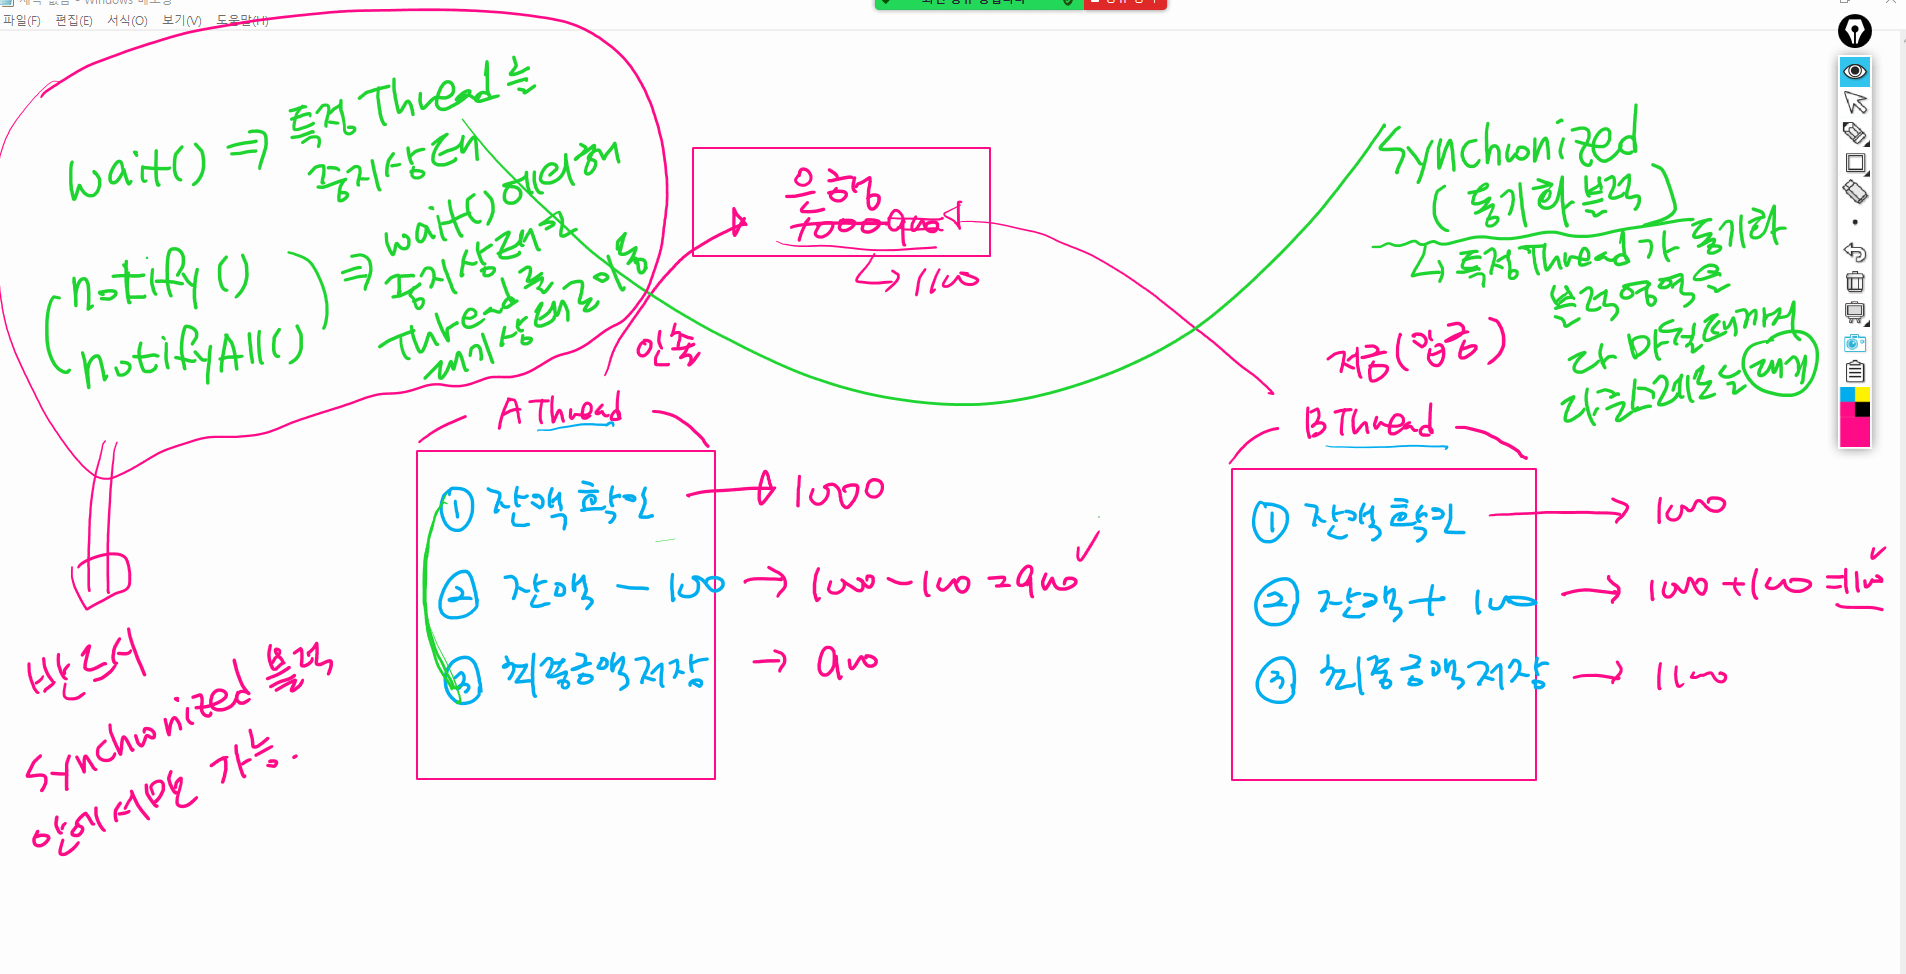 파일(F) 편집(E) 서식(O) 보기(V) 도움말(H)
wait() ⇒ 특정 Thread는
중지상태
notify()
notifyAll()
⇒ wait()에 의해
중지상태인
Thread를
대기상태로 이동
은행
1000 900
↳ 1100
인출
저금(입금)
Synchronized
(동기화 블럭)
↳ 특정 Thread가 동기화
블럭영역을
다 마칠때까지
다른스레드는 대기
A Thread
① 잔액 확인 → 1000
② 잔액 - 100 → 1000 - 100 = 900 ✓
③ 최종금액저장 → 900
B Thread
① 잔액 확인 → 1000
② 잔액 + 100 → 1000 + 100 = 1100 ✓
③ 최종금액저장 → 1100
반드시
Synchronized 블럭
안에서만 가능.